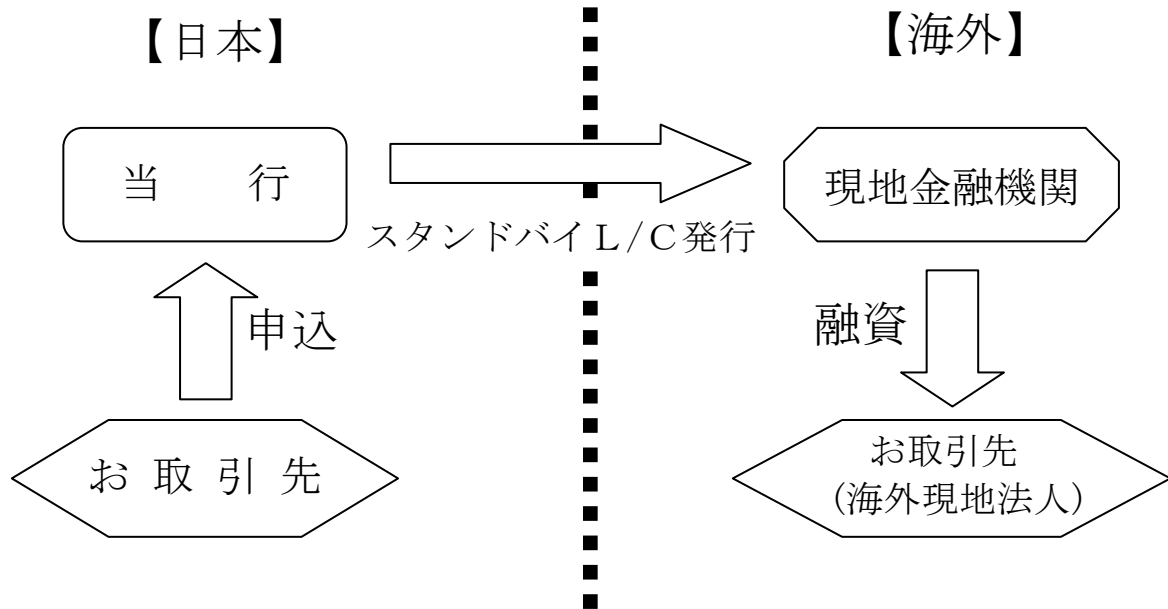 【日本】
【海外】
当　行
現地金融機関
スタンドバイL/C発行
申込
融資
お取引先
お取引先
(海外現地法人)